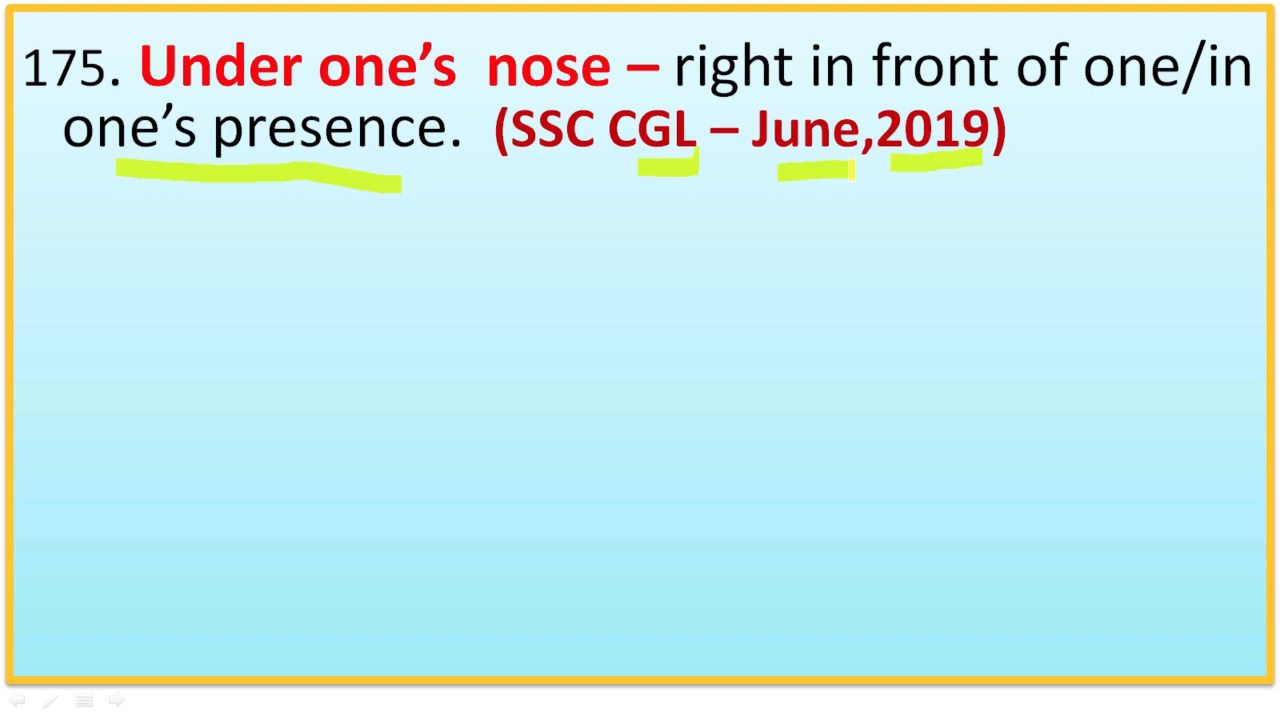 175. Under one’s  nose – right in front of one/in
one’s presence.  (SSC CGL – June,2019)